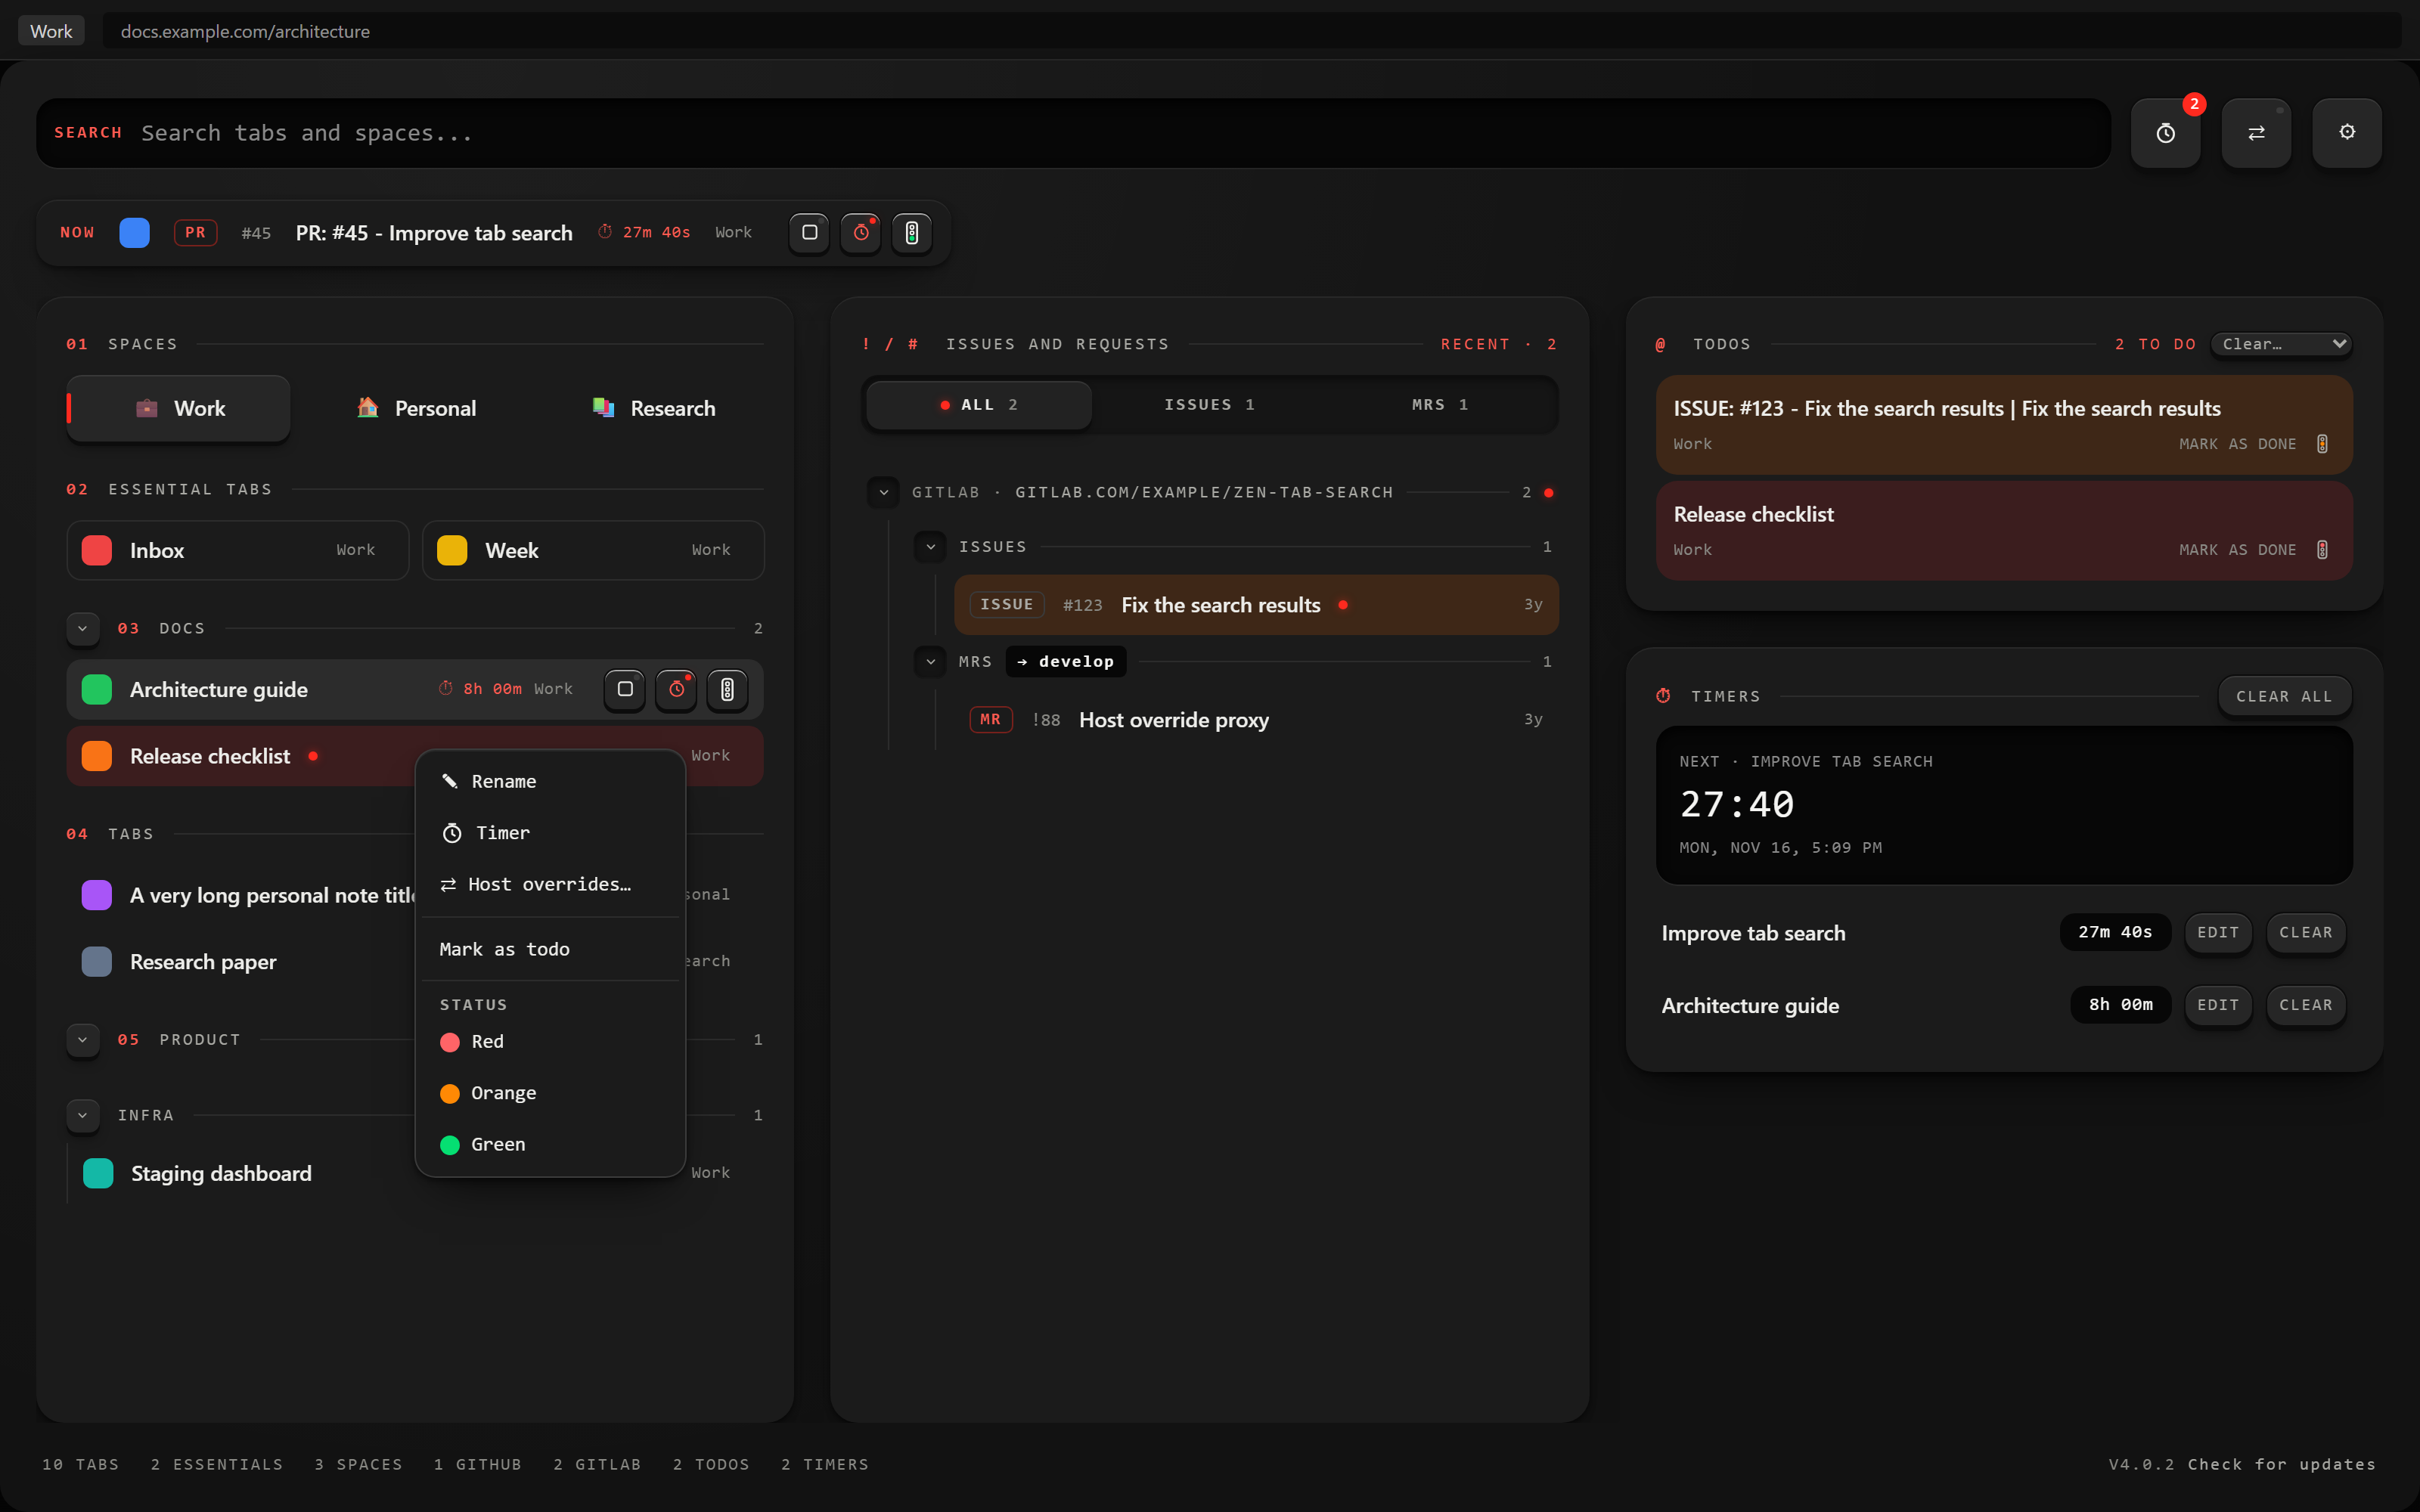 Work docs.example.com/architecture
SEARCH Search tabs and spaces...
2
NOW PR #45 PR: #45 - Improve tab search 27m 40s Work
01 SPACES
Work Personal Research
02 ESSENTIAL TABS
Inbox Work Week Work
03 DOCS 2
Architecture guide 8h 00m Work
Release checklist Work
04 TABS
A very long personal note
Research paper
05 PRODUCT 1
INFRA 1
Staging dashboard Work
Rename
Timer
Host overrides…
Mark as todo
STATUS
Red
Orange
Green
! / # ISSUES AND REQUESTS RECENT · 2
ALL 2 ISSUES 1 MRS 1
GITLAB · GITLAB.COM/EXAMPLE/ZEN-TAB-SEARCH 2
ISSUES 1
ISSUE #123 Fix the search results 3y
MRS → develop 1
MR !88 Host override proxy 3y
@ TODOS 2 TO DO Clear…
ISSUE: #123 - Fix the search results | Fix the search results
Work MARK AS DONE
Release checklist
Work MARK AS DONE
TIMERS CLEAR ALL
NEXT · IMPROVE TAB SEARCH
27:40
MON, NOV 16, 5:09 PM
Improve tab search 27m 40s EDIT CLEAR
Architecture guide 8h 00m EDIT CLEAR
10 TABS 2 ESSENTIALS 3 SPACES 1 GITHUB 2 GITLAB 2 TODOS 2 TIMERS
V4.0.2 Check for updates